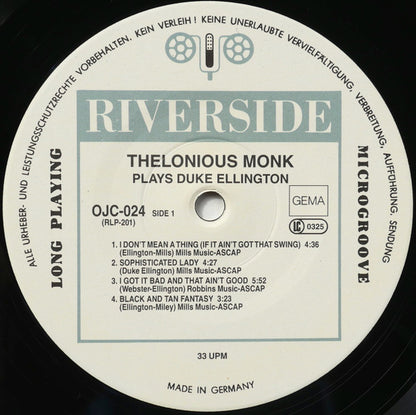 ALLE URHEBER- UND LEISTUNGSSCHUTZRECHTE VORBEHALTEN. KEIN VERLEIH! KEINE UNERLAUBTE VERVIELFÄLTIGUNG, VERBREITUNG, AUFFÜHRUNG, SENDUNG
RIVERSIDE
LONG PLAYING
MICROGROOVE
THELONIOUS MONK
PLAYS DUKE ELLINGTON
OJC-024 SIDE 1
(RLP-201)
GEMA
LC 0325
1. I DON'T MEAN A THING (IF IT AIN'T GOT THAT SWING) 4:36
(Ellington-Mills) Mills Music-ASCAP
2. SOPHISTICATED LADY 4:27
(Duke Ellington) Mills Music-ASCAP
3. I GOT IT BAD AND THAT AIN'T GOOD 5:52
(Webster-Ellington) Robbins Music-ASCAP
4. BLACK AND TAN FANTASY 3:23
(Ellington-Miley) Mills Music-ASCAP
33 UPM
MADE IN GERMANY